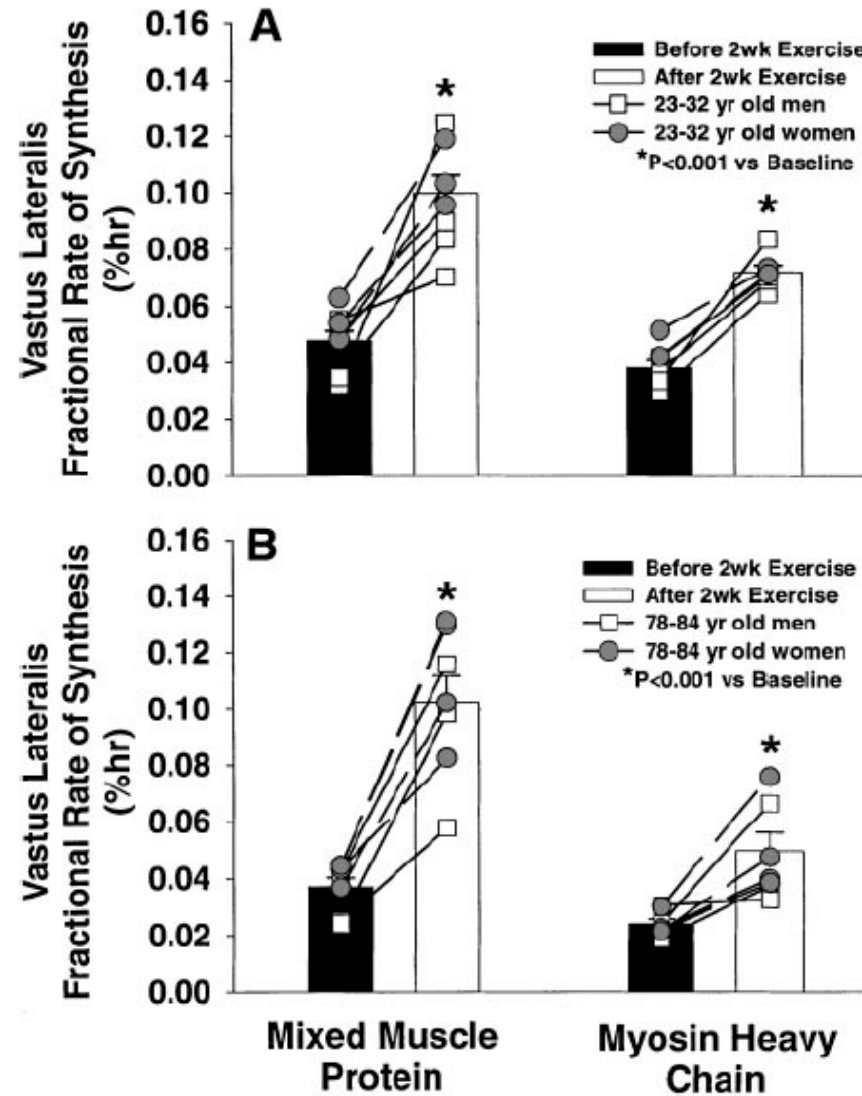 A
Vastus Lateralis
Fractional Rate of Synthesis
(%hr)
0.16
0.14
0.12
0.10
0.08
0.06
0.04
0.02
0.00
Before 2wk Exercise
After 2wk Exercise
23-32 yr old men
23-32 yr old women
*P<0.001 vs Baseline
*
*
B
Vastus Lateralis
Fractional Rate of Synthesis
(%hr)
0.16
0.14
0.12
0.10
0.08
0.06
0.04
0.02
0.00
Before 2wk Exercise
After 2wk Exercise
78-84 yr old men
78-84 yr old women
*P<0.001 vs Baseline
*
*
Mixed Muscle
Protein
Myosin Heavy
Chain